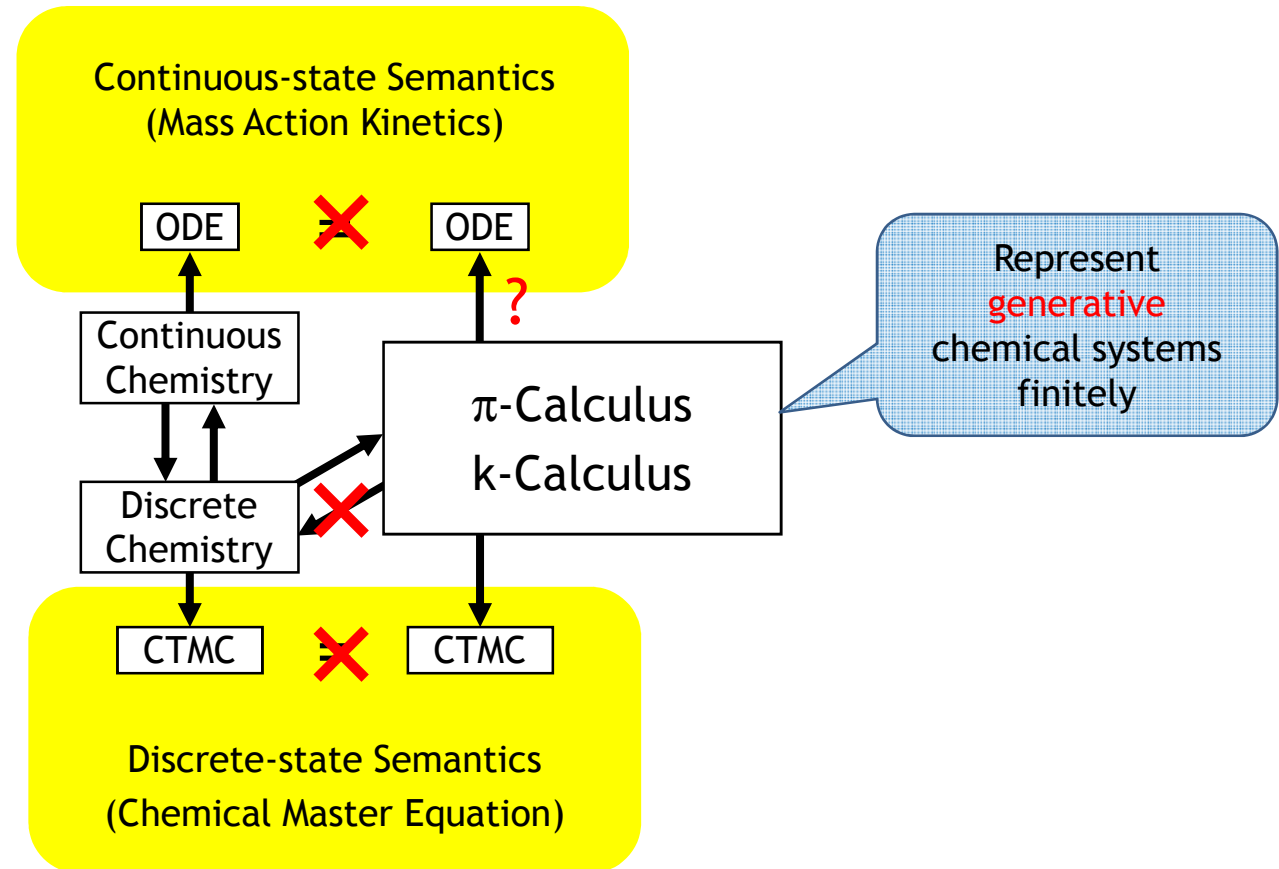 Continuous-state Semantics
(Mass Action Kinetics)
ODE
=
ODE
?
Continuous
Chemistry
Represent
generative
chemical systems
finitely
π-Calculus
k-Calculus
Discrete
Chemistry
CTMC
=
CTMC
Discrete-state Semantics
(Chemical Master Equation)